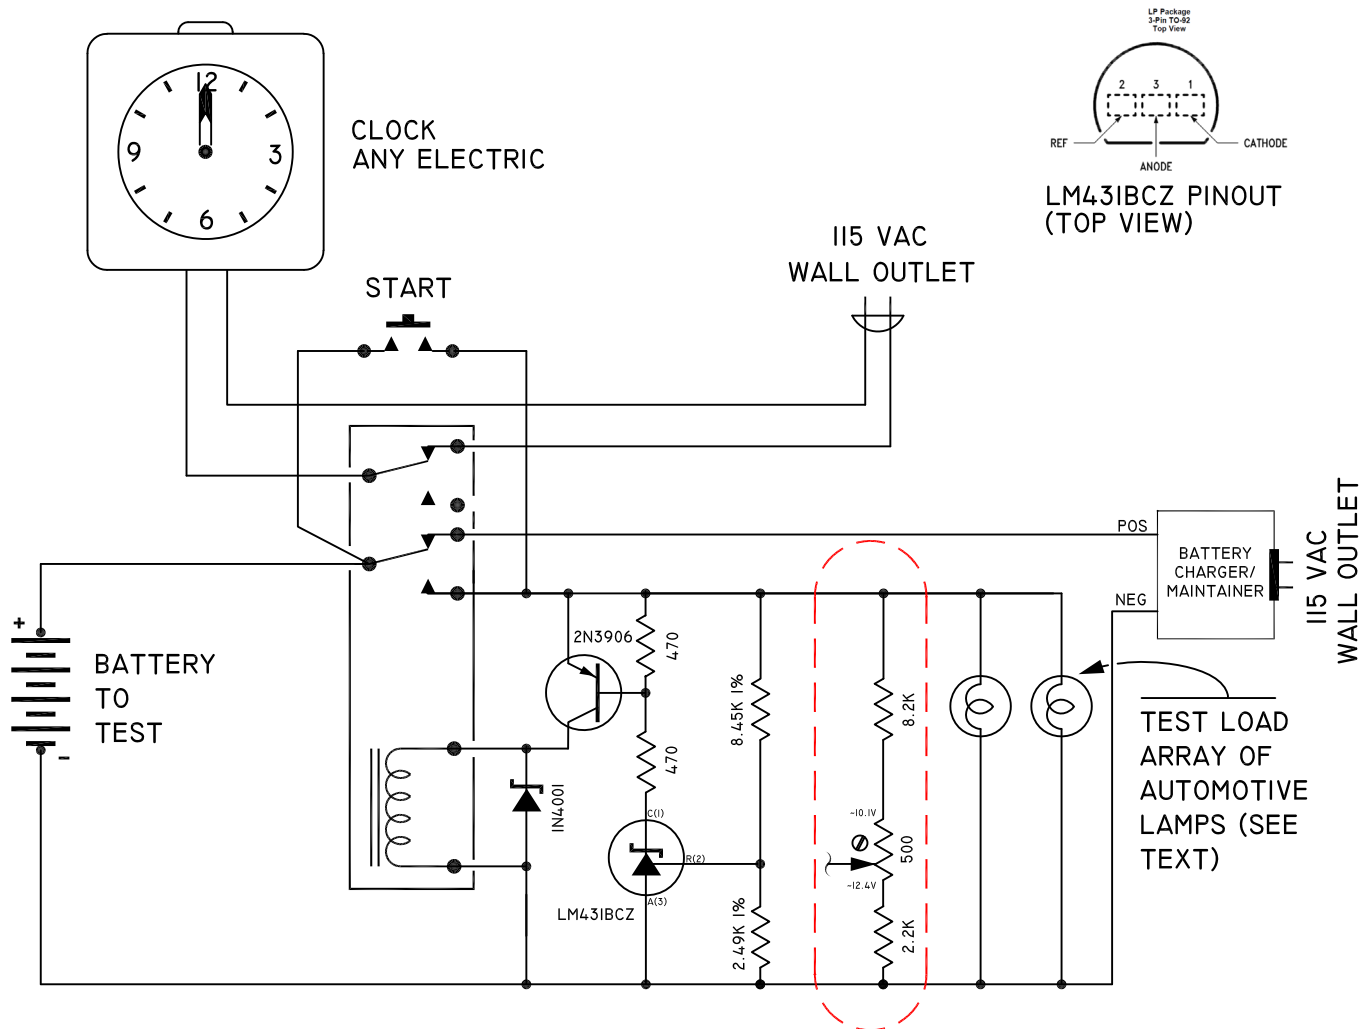 LP Package
3-Pin TO-92
Top View
2 3 1
REF
CATHODE
ANODE
LM431BCZ PINOUT
(TOP VIEW)
12
9
3
6
CLOCK
ANY ELECTRIC
115 VAC
WALL OUTLET
START
POS
NEG
BATTERY
CHARGER/
MAINTAINER
115 VAC
WALL OUTLET
+
BATTERY
TO
TEST
-
2N3906
470
470
8.45K 1%
8.2K
1N4001
C(1)
R(2)
A(3)
LM431BCZ
2.49K 1%
~10.1V
500
~12.4V
2.2K
TEST LOAD
ARRAY OF
AUTOMOTIVE
LAMPS (SEE
TEXT)